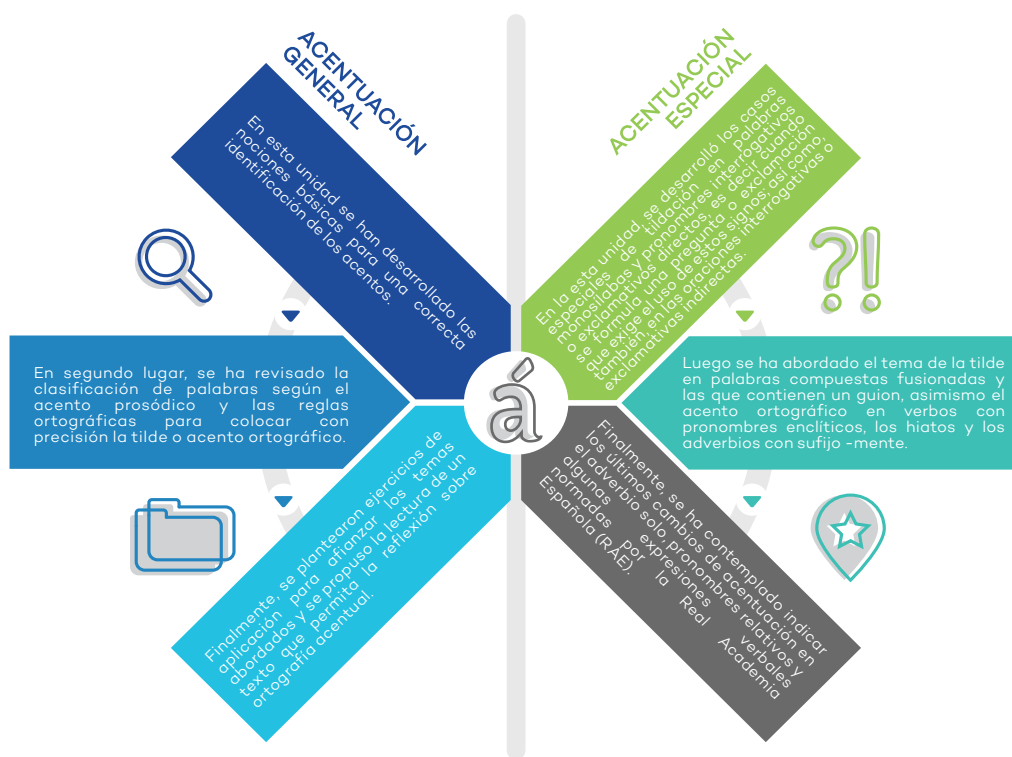 ACENTUACIÓN
GENERAL
En esta unidad se han desarrollado las
nociones básicas para una correcta
identificación de los acentos.
En segundo lugar, se ha revisado la
clasificación de palabras según el
acento prosódico y las reglas
ortográficas para colocar con
precisión la tilde o acento ortográfico.
Finalmente, se plantearon ejercicios de
aplicación para afianzar los temas
abordados y se propuso la lectura de un
texto que permita la reflexión sobre
ortografía acentual.
á
ACENTUACIÓN
ESPECIAL
En la esta unidad, se desarrolló los casos
especiales de tildación en palabras
monosílabas y pronombres interrogativos
o exclamativos directos, es decir cuando
se formula una pregunta o exclamación
que exige el uso de estos signos; así como,
también, en las oraciones interrogativas o
exclamativas indirectas.
?!
Luego se ha abordado el tema de la tilde
en palabras compuestas fusionadas y
las que contienen un guion, asimismo el
acento ortográfico en verbos con
pronombres enclíticos, los hiatos y los
adverbios con sufijo -mente.
Finalmente, se ha contemplado indicar
los últimos cambios de acentuación en
el adverbio solo, pronombres relativos y
algunas expresiones verbales
normadas por la Real Academia
Española (RAE).